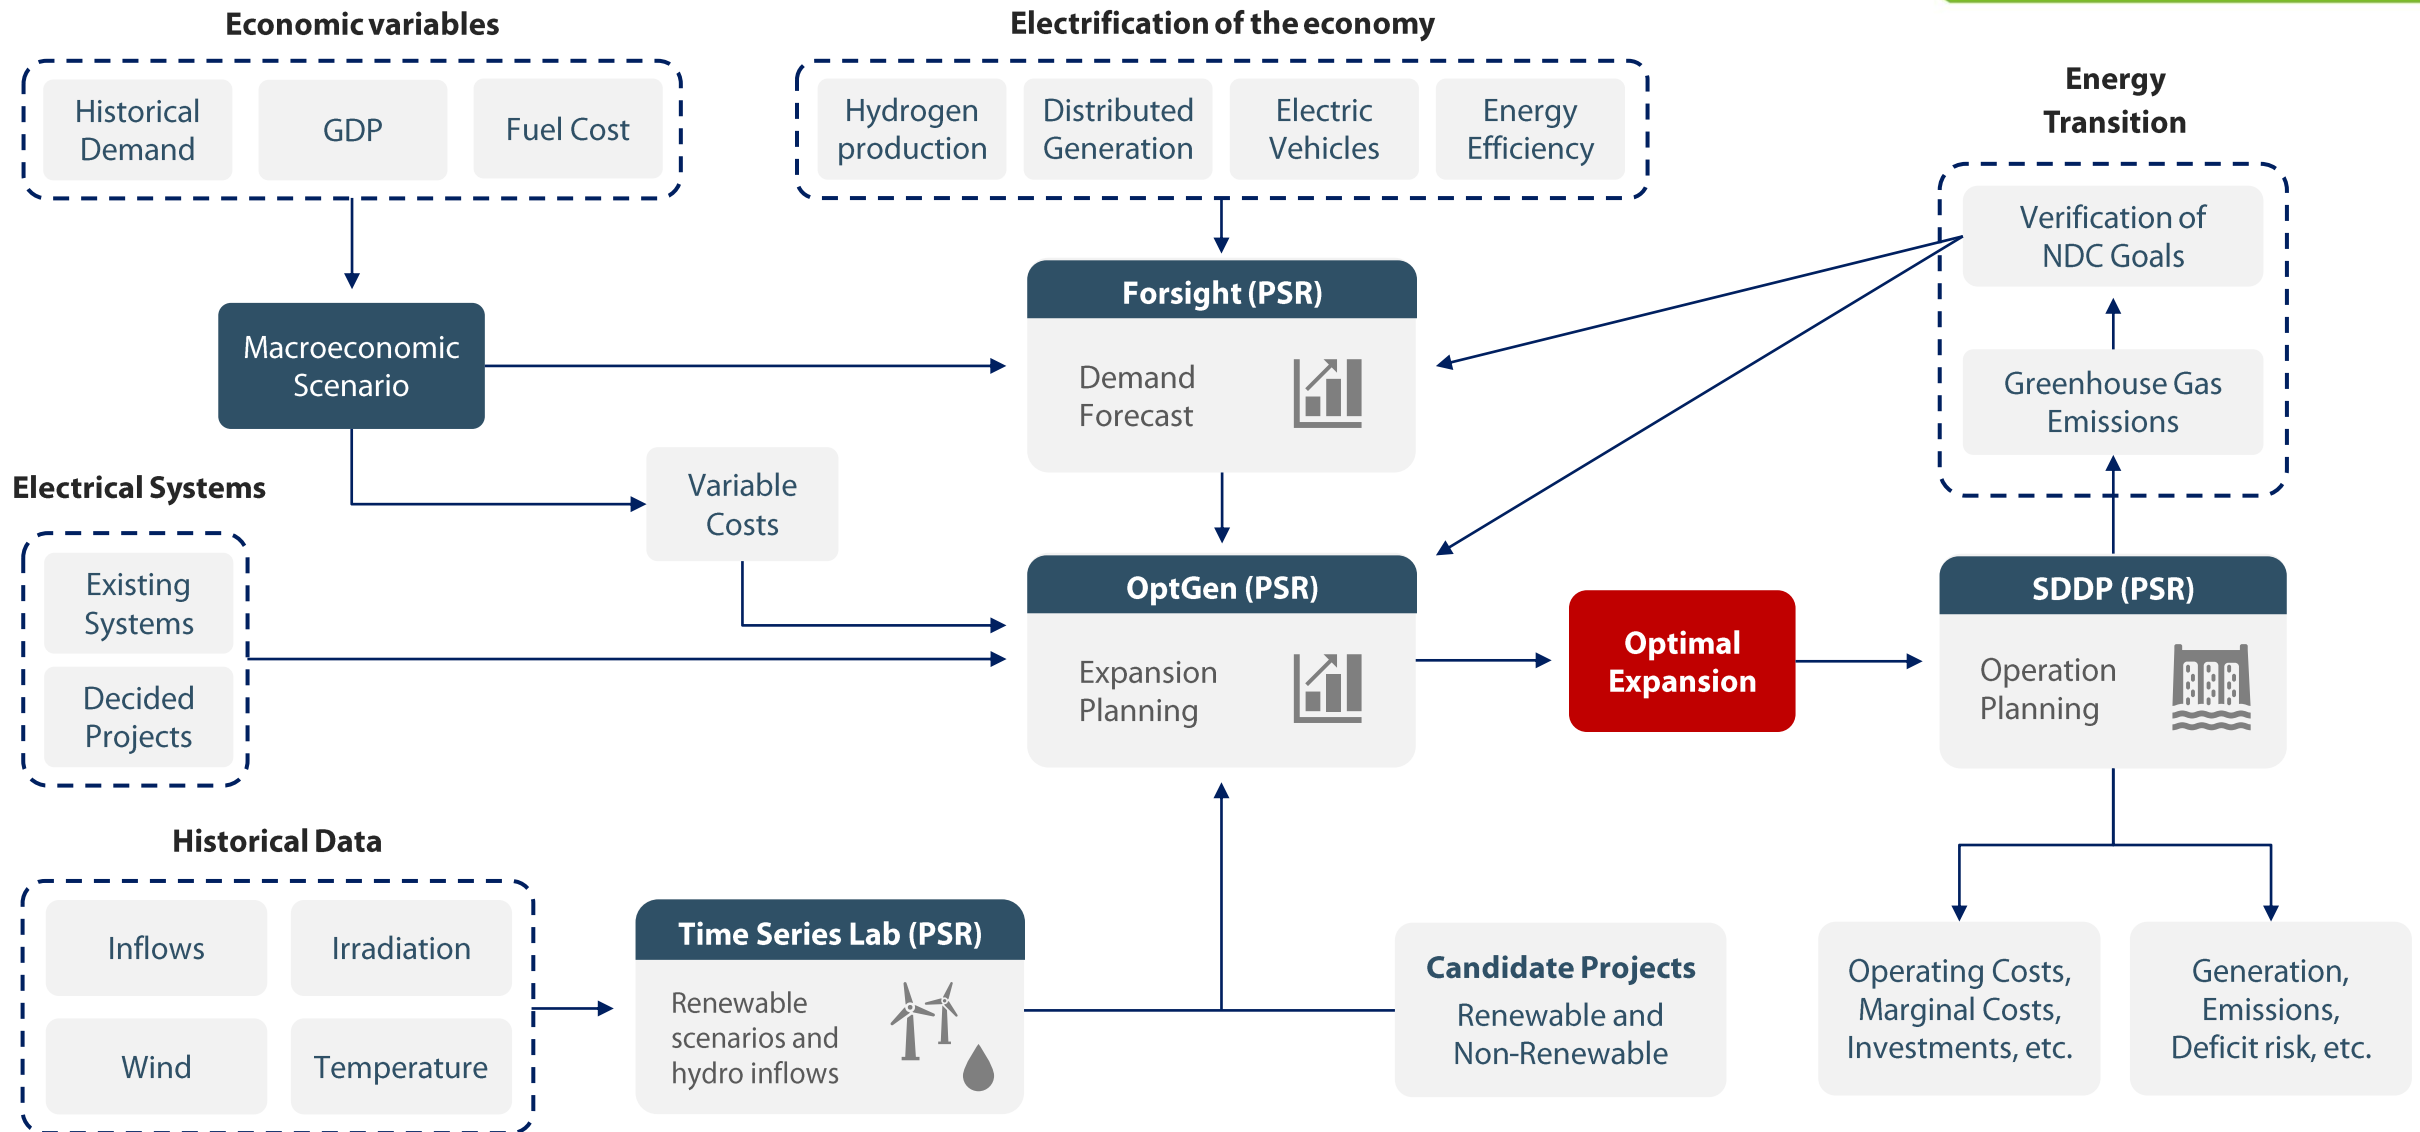 Economic variables
Historical
Demand
GDP
Fuel Cost
Electrification of the economy
Hydrogen
production
Distributed
Generation
Electric
Vehicles
Energy
Efficiency
Energy
Transition
Verification of
NDC Goals
Greenhouse Gas
Emissions
Macroeconomic
Scenario
Forsight (PSR)
Demand
Forecast
Variable
Costs
Electrical Systems
Existing
Systems
Decided
Projects
OptGen (PSR)
Expansion
Planning
Optimal
Expansion
SDDP (PSR)
Operation
Planning
Historical Data
Inflows
Irradiation
Wind
Temperature
Time Series Lab (PSR)
Renewable
scenarios and
hydro inflows
Candidate Projects
Renewable and
Non-Renewable
Operating Costs,
Marginal Costs,
Investments, etc.
Generation,
Emissions,
Deficit risk, etc.